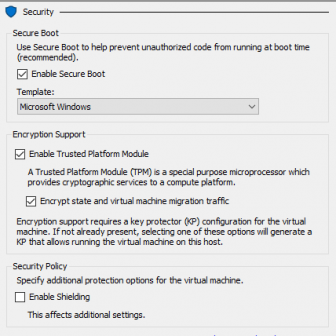 Security
Secure Boot
Use Secure Boot to help prevent unauthorized code from running at boot time
(recommended).
Enable Secure Boot
Template:
Microsoft Windows
Encryption Support
Enable Trusted Platform Module
A Trusted Platform Module (TPM) is a special purpose microprocessor which
provides cryptographic services to a compute platform.
Encrypt state and virtual machine migration traffic
Encryption support requires a key protector (KP) configuration for the virtual
machine. If not already present, selecting one of these options will generate a
KP that allows running the virtual machine on this host.
Security Policy
Specify additional protection options for the virtual machine.
Enable Shielding
This affects additional settings.